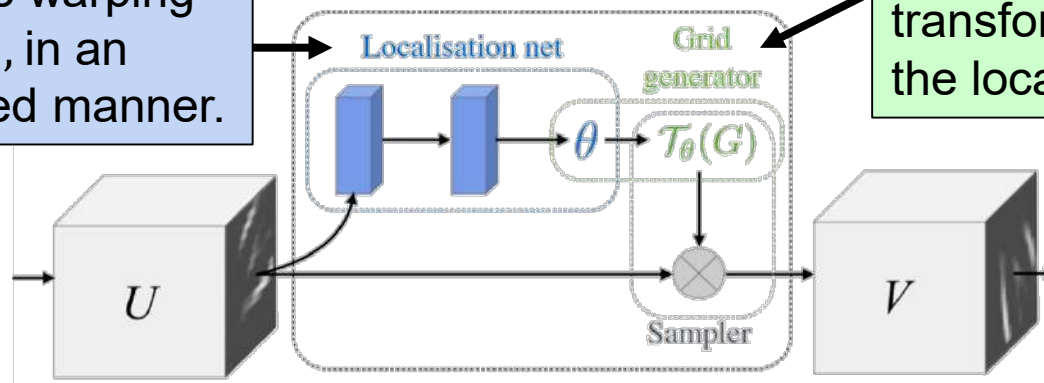 warping
, in an
ed manner.
transfor
the loca
Localisation net
Grid
generator
θ
𝒯θ(G)
U
V
Sampler